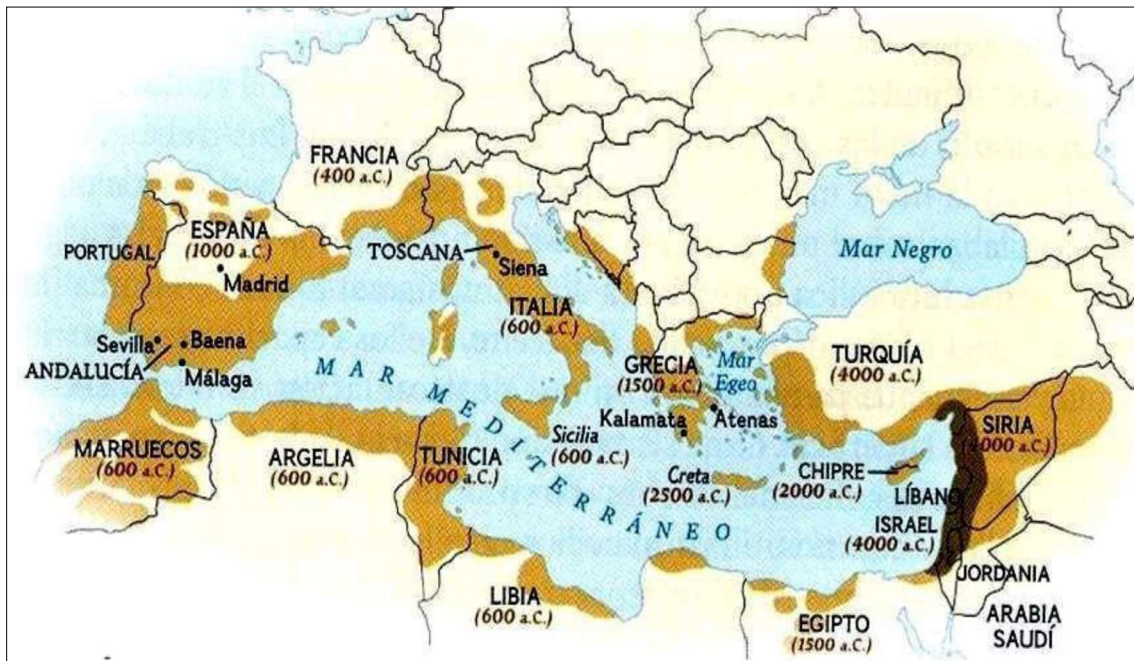 FRANCIA
(400 a.C.)
ESPAÑA
(1000 a.C.)
PORTUGAL
Madrid
TOSCANA
Siena
Mar Negro
ITALIA
(600 a.C.)
Sevilla
Baena
ANDALUCÍA
Málaga
GRECIA
(1500 a.C.)
Mar
Egeo
TURQUÍA
(4000 a.C.)
MAR MEDITERRÁNEO
Kalamata
Atenas
MARRUECOS
(600 a.C.)
ARGELIA
(600 a.C.)
TUNICIA
(600 a.C.)
Sicilia
(600 a.C.)
Creta
(2500 a.C.)
CHIPRE
(2000 a.C.)
SIRIA
(4000 a.C.)
LÍBANO
ISRAEL
(4000 a.C.)
JORDANIA
LIBIA
(600 a.C.)
EGIPTO
(1500 a.C.)
ARABIA
SAUDÍ